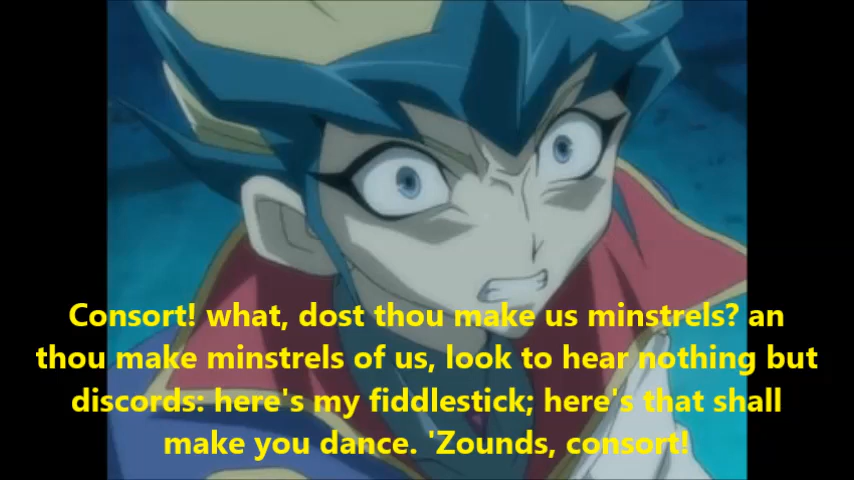 Consort! what, dost thou make us minstrels? an
thou make minstrels of us, look to hear nothing but
discords: here's my fiddlestick; here's that shall
make you dance. 'Zounds, consort!